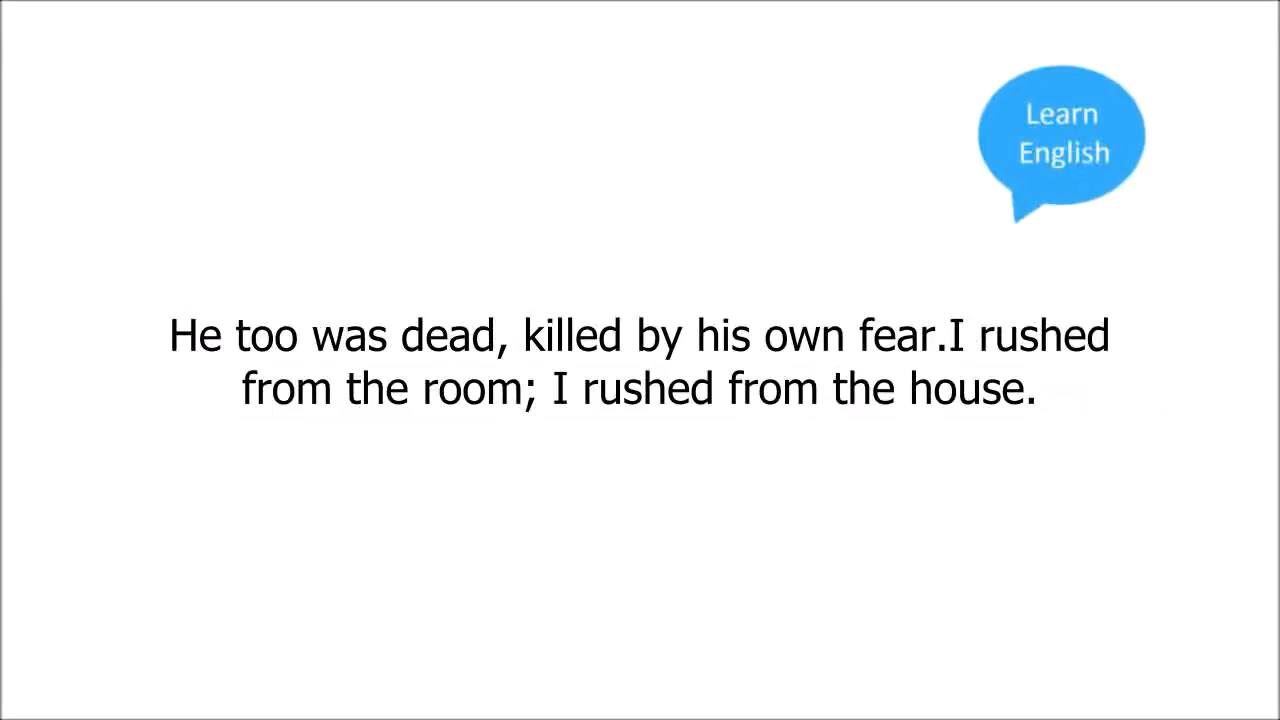 Learn
English
He too was dead, killed by his own fear.I rushed
from the room; I rushed from the house.